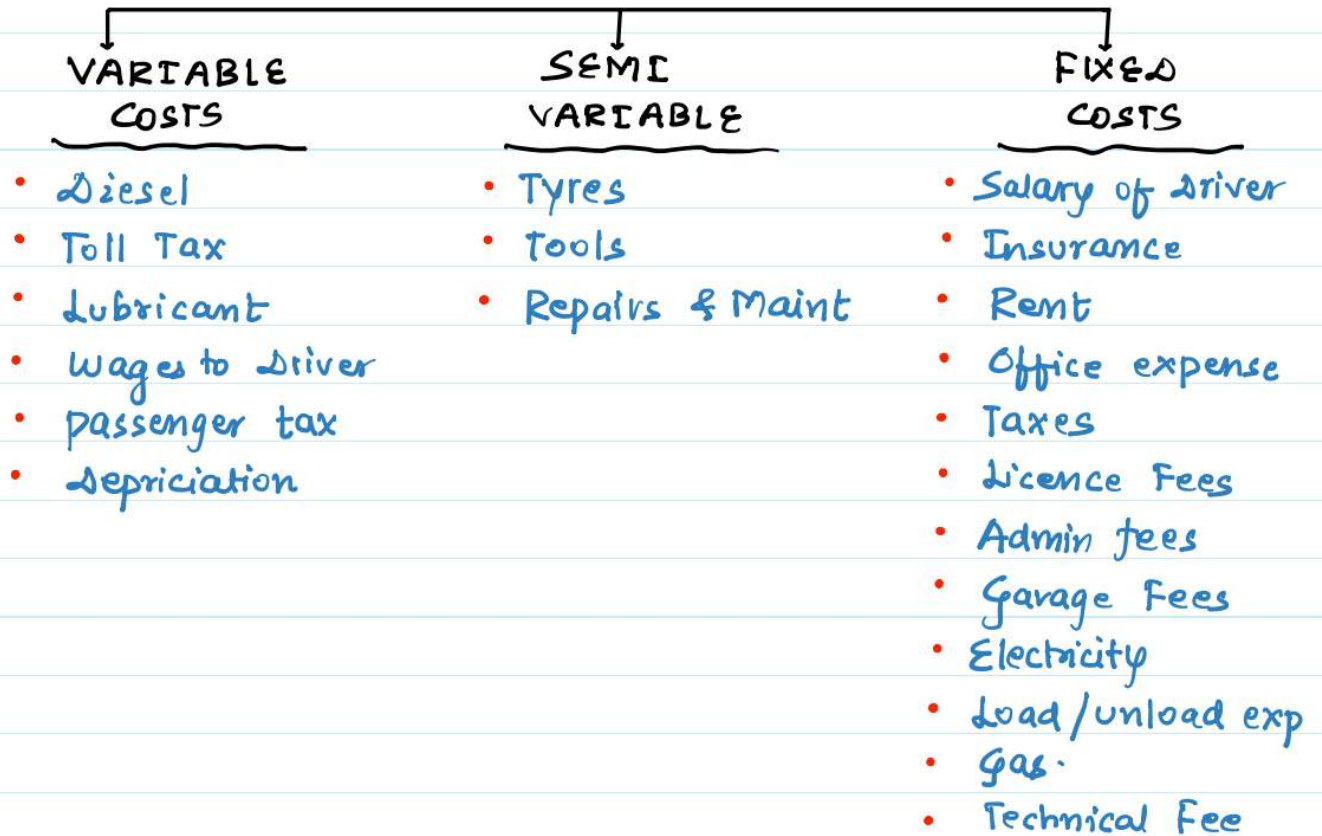 VARIABLE
COSTS
• Diesel
• Toll Tax
• Lubricant
• Wages to Driver
• passenger tax
• Depriciation
SEMI
VARIABLE
• Tyres
• Tools
• Repairs & Maint
FIXED
COSTS
• Salary of Driver
• Insurance
• Rent
• Office expense
• Taxes
• Licence Fees
• Admin fees
• Garage Fees
• Electricity
• Load/unload exp
• Gas.
• Technical Fee